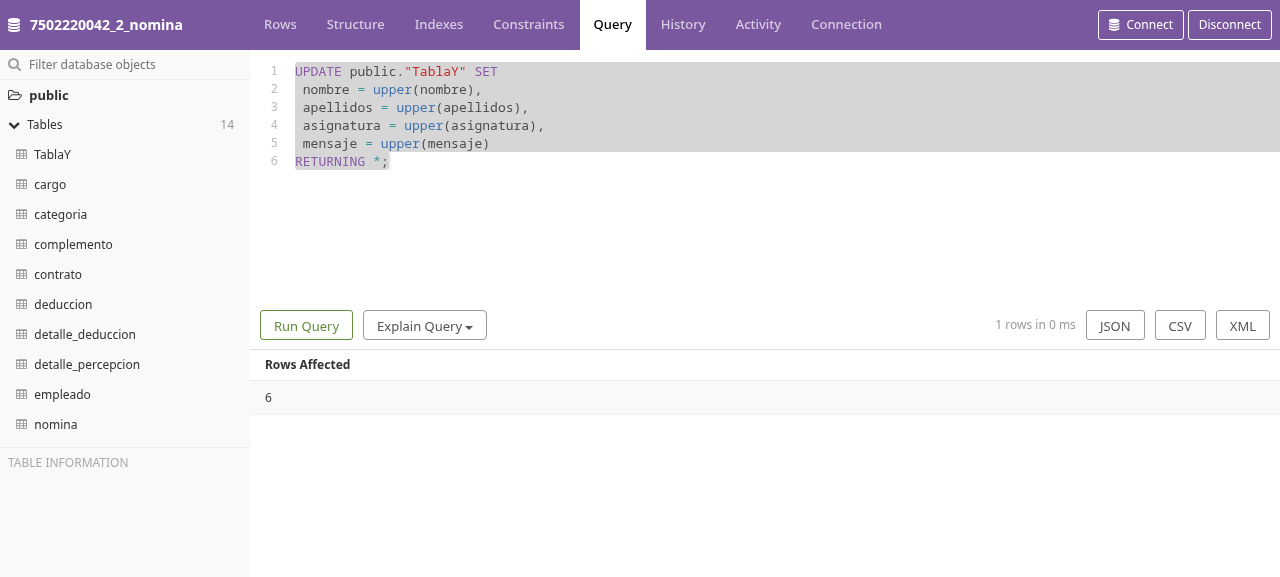 7502220042_2_nomina
Rows Structure Indexes Constraints Query History Activity Connection
Connect Disconnect
Filter database objects
public
Tables 14
TablaY
cargo
categoria
complemento
contrato
deduccion
detalle_deduccion
detalle_percepcion
empleado
nomina
TABLE INFORMATION
1 UPDATE public."TablaY" SET
2 nombre = upper(nombre),
3 apellidos = upper(apellidos),
4 asignatura = upper(asignatura),
5 mensaje = upper(mensaje)
6 RETURNING *;
Run Query Explain Query 1 rows in 0 ms JSON CSV XML
Rows Affected
6